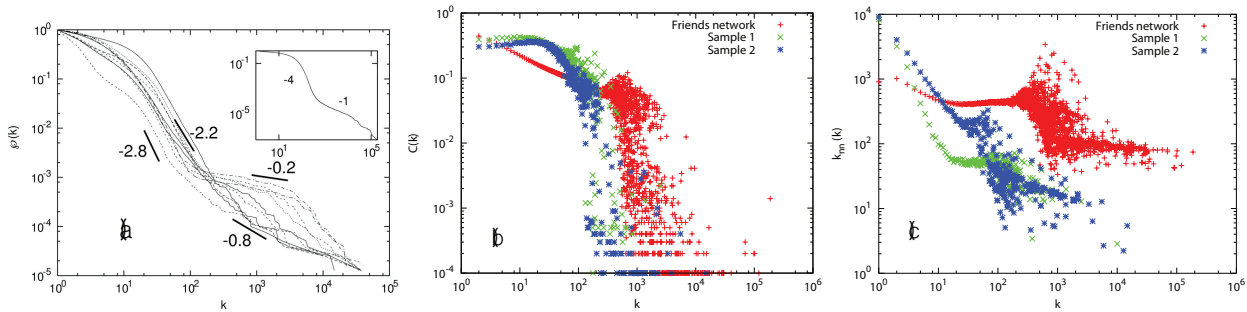 10^0
10^-1
10^-2
10^-3
10^-4
10^-5
10^0 10^1 10^2 10^3 10^4 10^5
k
℘(k)
-2.8
-2.2
-0.2
-0.8
a
10^-1
10^-5
10^1 10^5
-4
-1
10^0
10^-1
10^-2
10^-3
10^-4
10^0 10^1 10^2 10^3 10^4 10^5 10^6
k
C(k)
Friends network
Sample 1
Sample 2
b
10^4
10^3
10^2
10^1
10^0
10^0 10^1 10^2 10^3 10^4 10^5 10^6
k
k_nn (k)
Friends network
Sample 1
Sample 2
c